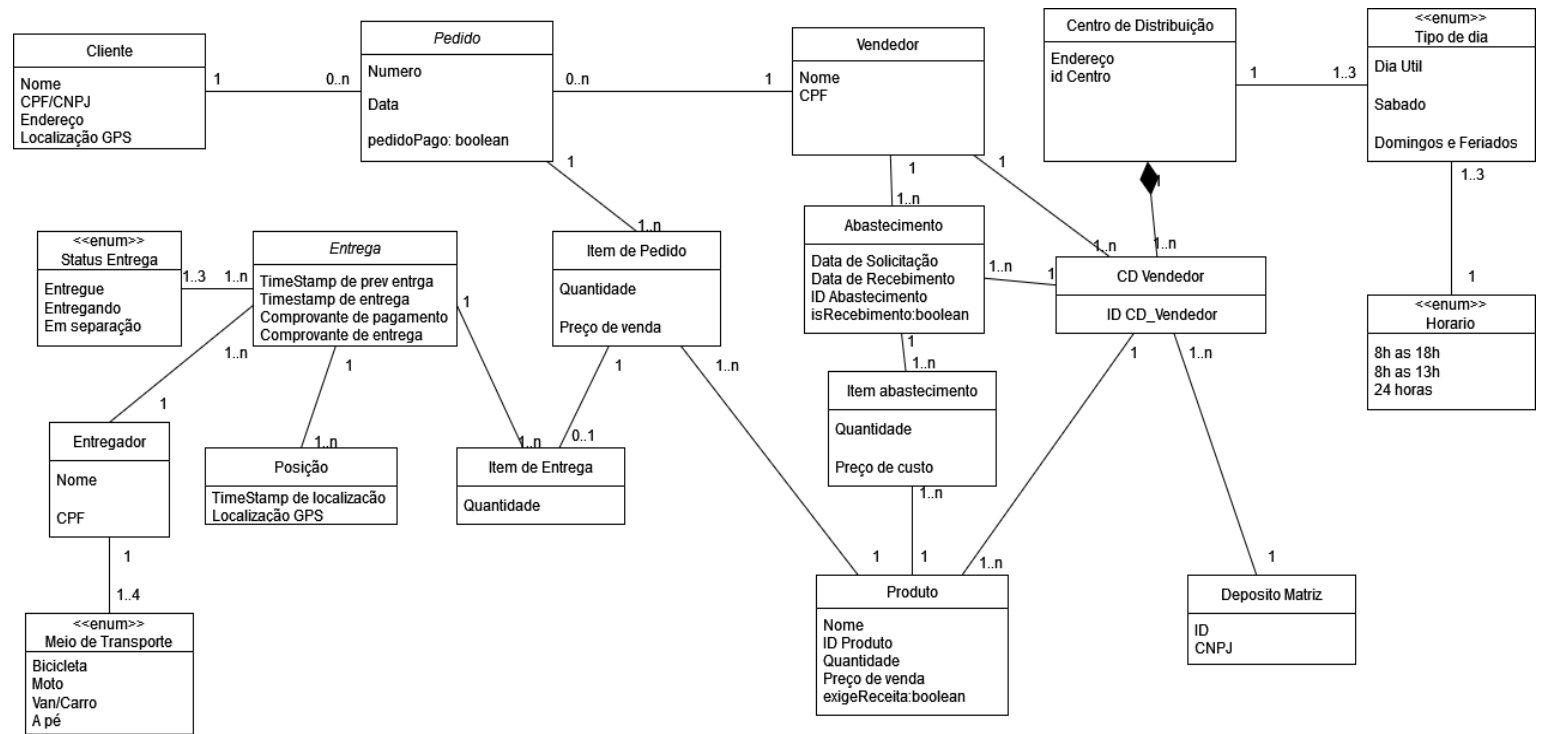 Cliente
Nome
CPF/CNPJ
Endereço
Localização GPS
1
0..n
Pedido
Numero
Data
pedidoPago: boolean
0..n
1
Vendedor
Nome
CPF
Centro de Distribuição
Endereço
id Centro
1
1..3
<<enum>>
Tipo de dia
Dia Util
Sabado
Domingos e Feriados
1
1..n
1
1..n
1
1..n
1
1..n
1..3
1
<<enum>>
Status Entrega
Entregue
Entregando
Em separação
1..3
1..n
Entrega
TimeStamp de prev entrga
Timestamp de entrega
Comprovante de pagamento
Comprovante de entrega
Item de Pedido
Quantidade
Preço de venda
Abastecimento
Data de Solicitação
Data de Recebimento
ID Abastecimento
isRecebimento:boolean
1..n
1
CD Vendedor
ID CD_Vendedor
<<enum>>
Horario
8h as 18h
8h as 13h
24 horas
1..n
1
1
1..n
1
1..n
1
0..1
1..n
1
1
1..n
Item abastecimento
Quantidade
Preço de custo
1..n
1
1
1..n
1..n
1
Entregador
Nome
CPF
Posição
TimeStamp de localizacão
Localização GPS
Item de Entrega
Quantidade
1
1..4
<<enum>>
Meio de Transporte
Bicicleta
Moto
Van/Carro
A pé
Produto
Nome
ID Produto
Quantidade
Preço de venda
exigeReceita:boolean
Deposito Matriz
ID
CNPJ